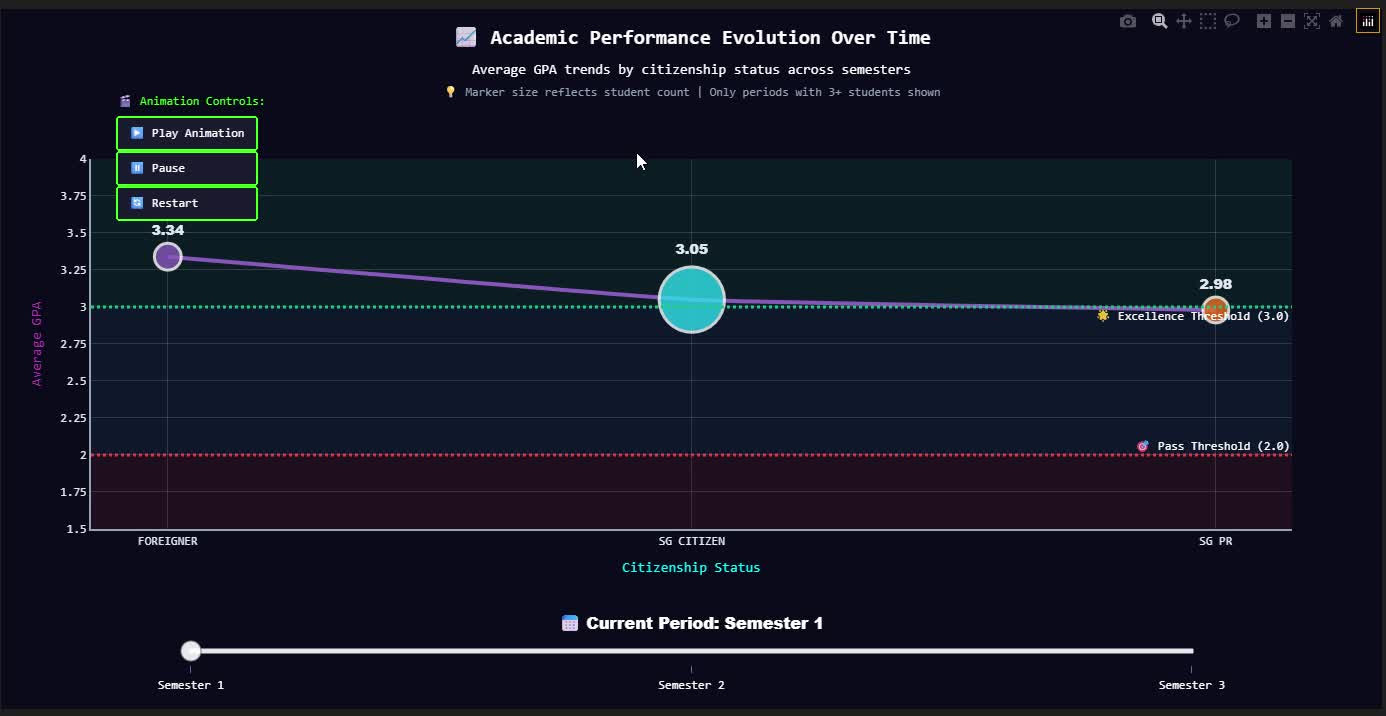 Academic Performance Evolution Over Time
Average GPA trends by citizenship status across semesters
Marker size reflects student count | Only periods with 3+ students shown
Animation Controls:
Play Animation
Pause
Restart
4
3.75
3.5
3.25
3
2.75
2.5
2.25
2
1.75
1.5
Average GPA
3.34
3.05
2.98
Excellence Threshold (3.0)
Pass Threshold (2.0)
FOREIGNER
SG CITIZEN
SG PR
Citizenship Status
Current Period: Semester 1
Semester 1
Semester 2
Semester 3